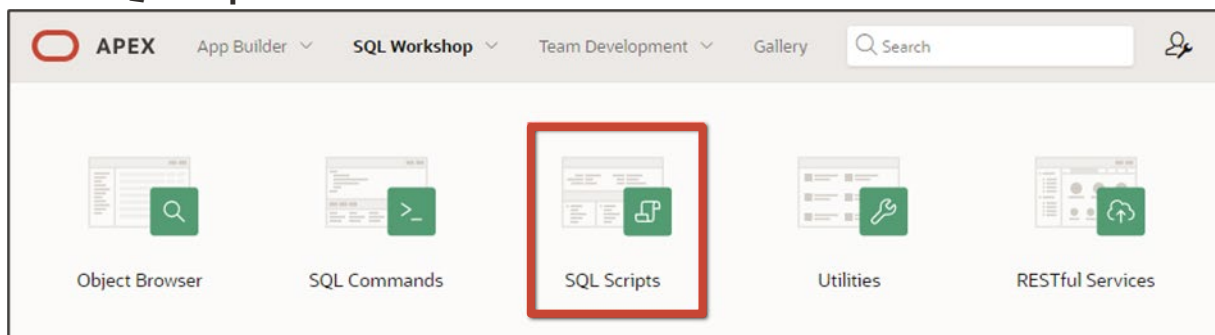 APEX App Builder SQL Workshop Team Development Gallery Search
>_
Object Browser SQL Commands SQL Scripts Utilities RESTful Services